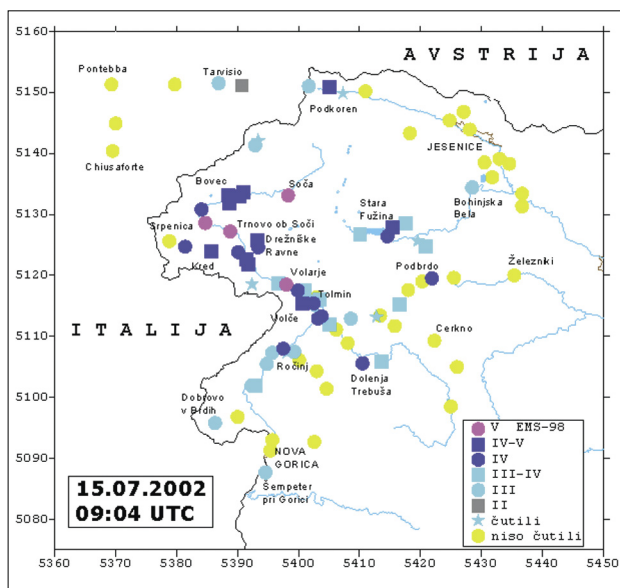 5160
5150
5140
5130
5120
5110
5100
5090
5080
5360 5370 5380 5390 5400 5410 5420 5430 5440 5450
A V S T R I J A
Pontebba
Tarvisio
Podkoren
Chiusaforte
JESENICE
Bovec
Soča
Stara
Fužina
Bohinjska
Bela
Srpenica
Trnovo ob Soči
Drežniške
Ravne
Kred
Volarje
Podbrdo
Železniki
Tolmin
I T A L I J A
Volče
Cerkno
Ročinj
Dolenja
Trebuša
Dobrovo
v Brdih
NOVA
GORICA
Šempeter
pri Gorici
15.07.2002
09:04 UTC
V EMS-98
IV-V
IV
III-IV
III
II
čutili
niso čutili